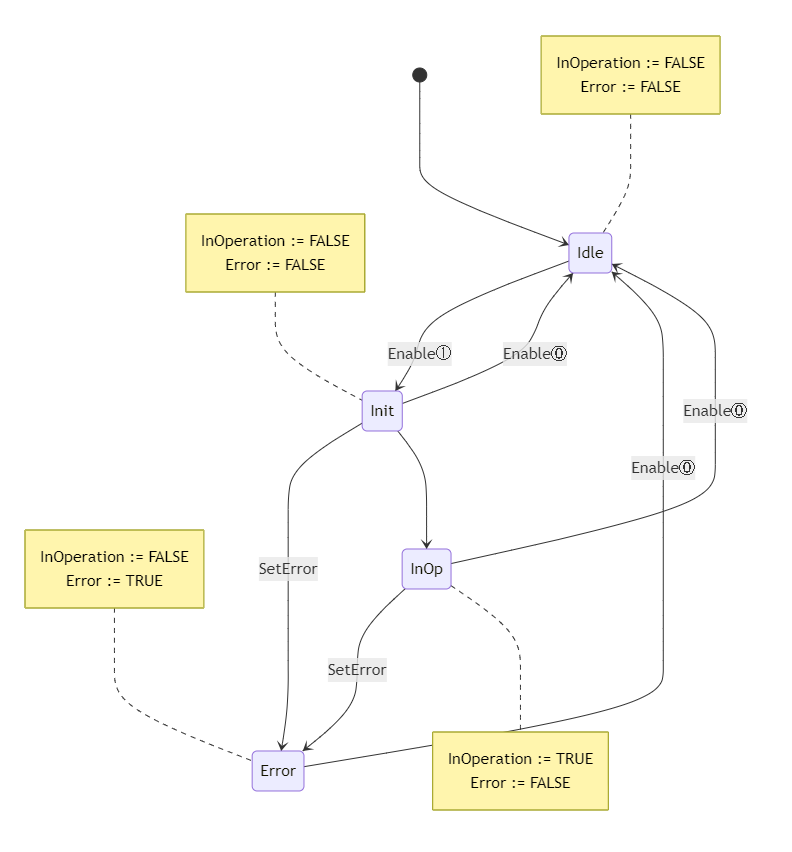 InOperation := FALSE
Error := FALSE
InOperation := FALSE
Error := FALSE
Idle
Enable①
Enable⓪
Init
Enable⓪
Enable⓪
InOperation := FALSE
Error := TRUE
SetError
InOp
SetError
InOperation := TRUE
Error := FALSE
Error